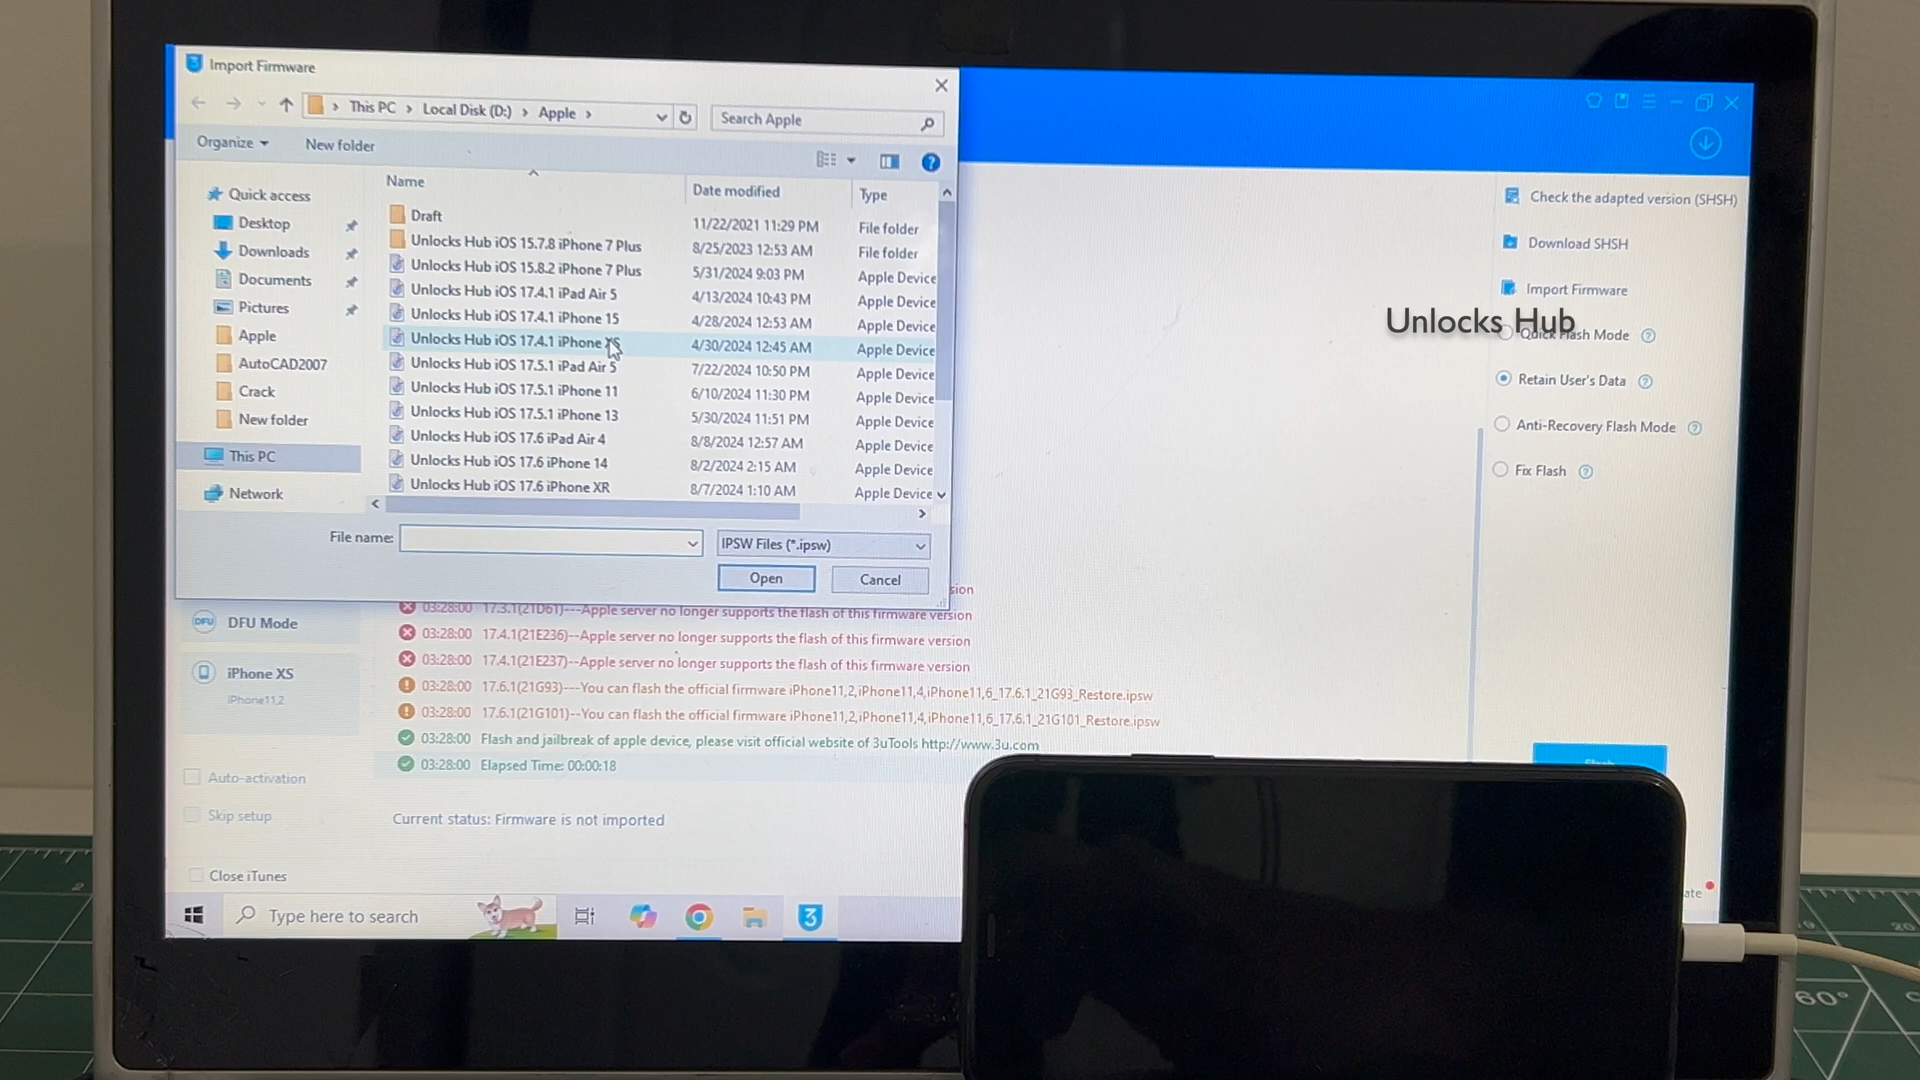 Import Firmware
This PC > Local Disk (D:) > Apple >
Search Apple
Organize
New folder
Name
Date modified
Type
Quick access
Desktop
Downloads
Documents
Pictures
Apple
AutoCAD2007
Crack
New folder
This PC
Network
Draft 11/22/2021 11:29 PM File folder
Unlocks Hub iOS 15.7.8 iPhone 7 Plus 8/25/2023 12:53 AM File folder
Unlocks Hub iOS 15.8.2 iPhone 7 Plus 5/31/2024 9:03 PM Apple Device
Unlocks Hub iOS 17.4.1 iPad Air 5 4/13/2024 10:43 PM Apple Device
Unlocks Hub iOS 17.4.1 iPhone 15 4/28/2024 12:53 AM Apple Device
Unlocks Hub iOS 17.4.1 iPhone XS 4/30/2024 12:45 AM Apple Device
Unlocks Hub iOS 17.5.1 iPad Air 5 7/22/2024 10:50 PM Apple Device
Unlocks Hub iOS 17.5.1 iPhone 11 6/10/2024 11:30 PM Apple Device
Unlocks Hub iOS 17.5.1 iPhone 13 5/30/2024 11:51 PM Apple Device
Unlocks Hub iOS 17.6 iPad Air 4 8/8/2024 12:57 AM Apple Device
Unlocks Hub iOS 17.6 iPhone 14 8/2/2024 2:15 AM Apple Device
Unlocks Hub iOS 17.6 iPhone XR 8/7/2024 1:10 AM Apple Device
File name:
IPSW Files (*.ipsw)
Open
Cancel
Check the adapted version (SHSH)
Download SHSH
Import Firmware
Unlocks Hub
Quick Flash Mode
Retain User's Data
Anti-Recovery Flash Mode
Fix Flash
sion
03:28:00 17.3.1(21D61)---Apple server no longer supports the flash of this firmware version
03:28:00 17.4.1(21E236)--Apple server no longer supports the flash of this firmware version
03:28:00 17.4.1(21E237)--Apple server no longer supports the flash of this firmware version
03:28:00 17.6.1(21G93)---You can flash the official firmware iPhone11,2,iPhone11,4,iPhone11,6_17.6.1_21G93_Restore.ipsw
03:28:00 17.6.1(21G101)--You can flash the official firmware iPhone11,2,iPhone11,4,iPhone11,6_17.6.1_21G101_Restore.ipsw
03:28:00 Flash and jailbreak of apple device, please visit official website of 3uTools http://www.3u.com
03:28:00 Elapsed Time: 00:00:18
DFU
DFU Mode
iPhone XS
iPhone11,2
Auto-activation
Skip setup
Close iTunes
Current status: Firmware is not imported
Flash
ate
Type here to search
60°